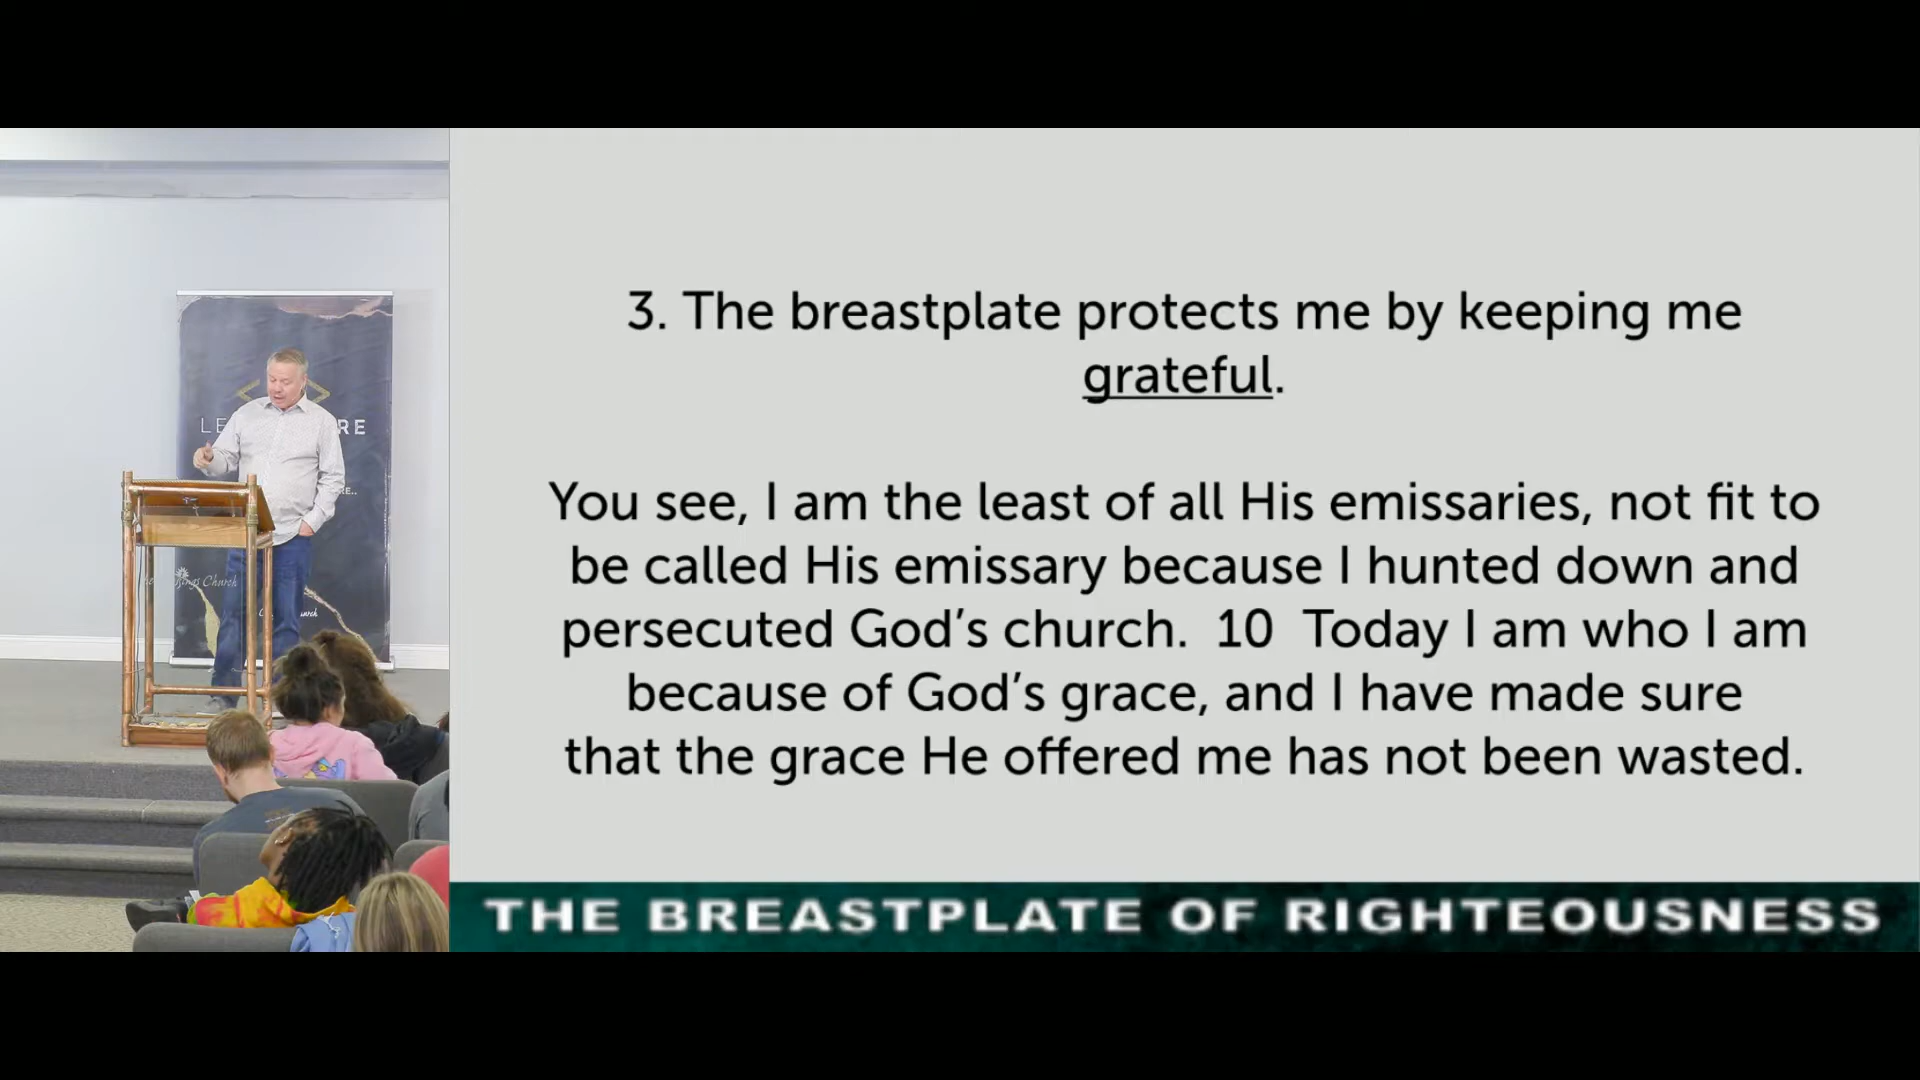 3. The breastplate protects me by keeping me
grateful.
You see, I am the least of all His emissaries, not fit to
be called His emissary because I hunted down and
persecuted God's church.  10  Today I am who I am
because of God's grace, and I have made sure
that the grace He offered me has not been wasted.
THE BREASTPLATE OF RIGHTEOUSNESS